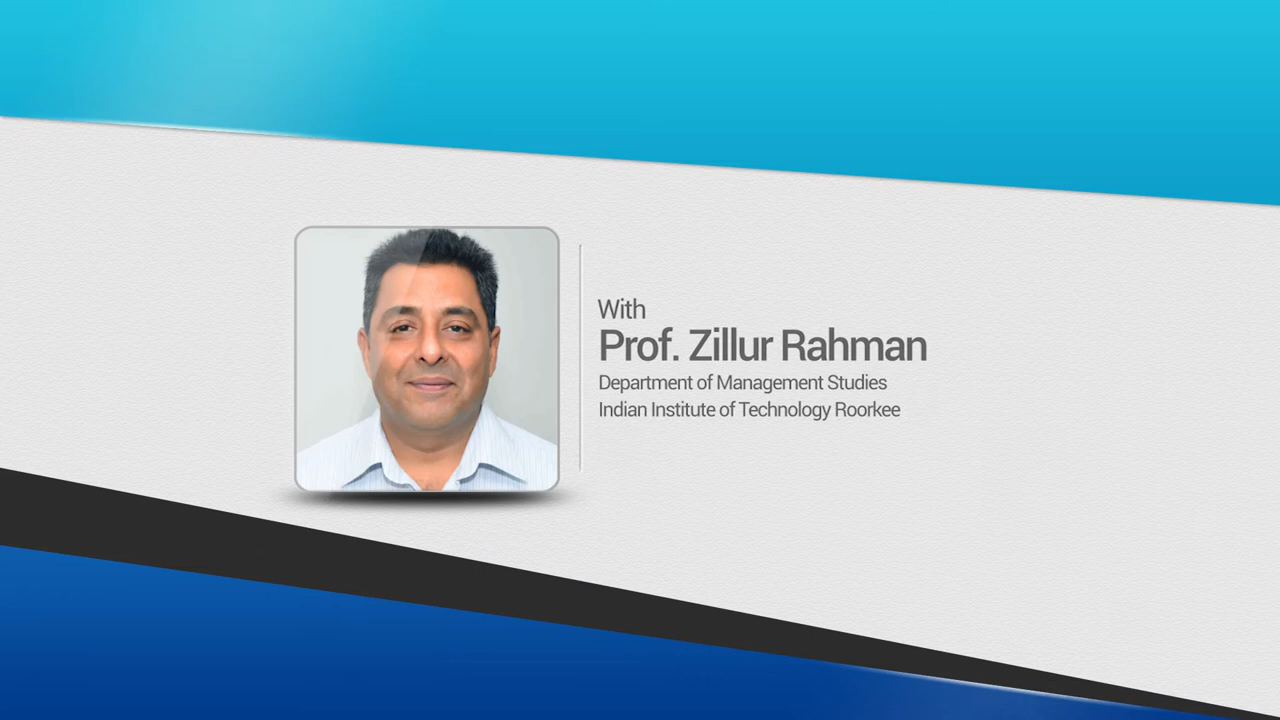 With
Prof. Zillur Rahman
Department of Management Studies
Indian Institute of Technology Roorkee